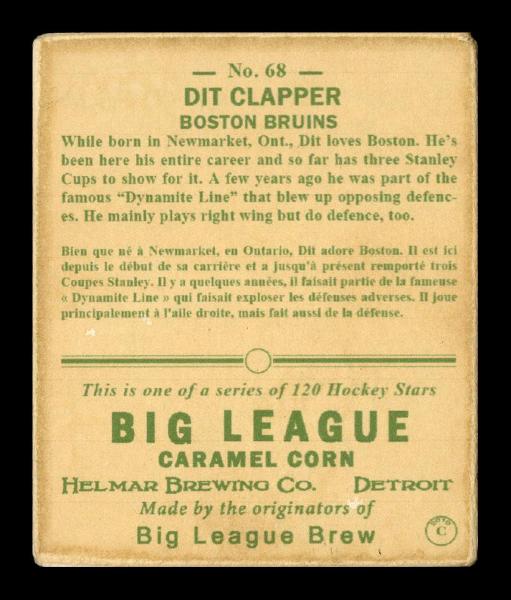 — No. 68 —
DIT CLAPPER
BOSTON BRUINS
While born in Newmarket, Ont., Dit loves Boston. He's
been here his entire career and so far has three Stanley
Cups to show for it. A few years ago he was part of the
famous “Dynamite Line” that blew up opposing defenc-
es. He mainly plays right wing but do defence, too.
Bien que né à Newmarket, en Ontario, Dit adore Boston. Il est ici
depuis le début de sa carrière et a jusqu'à présent remporté trois
Coupes Stanley. Il y a quelques années, il faisait partie de la fameuse
« Dynamite Line » qui faisait exploser les défenses adverses. Il joue
principalement à l'aile droite, mais fait aussi de la défense.
This is one of a series of 120 Hockey Stars
BIG LEAGUE
CARAMEL CORN
HELMAR BREWING CO. DETROIT
Made by the originators of
Big League Brew
C